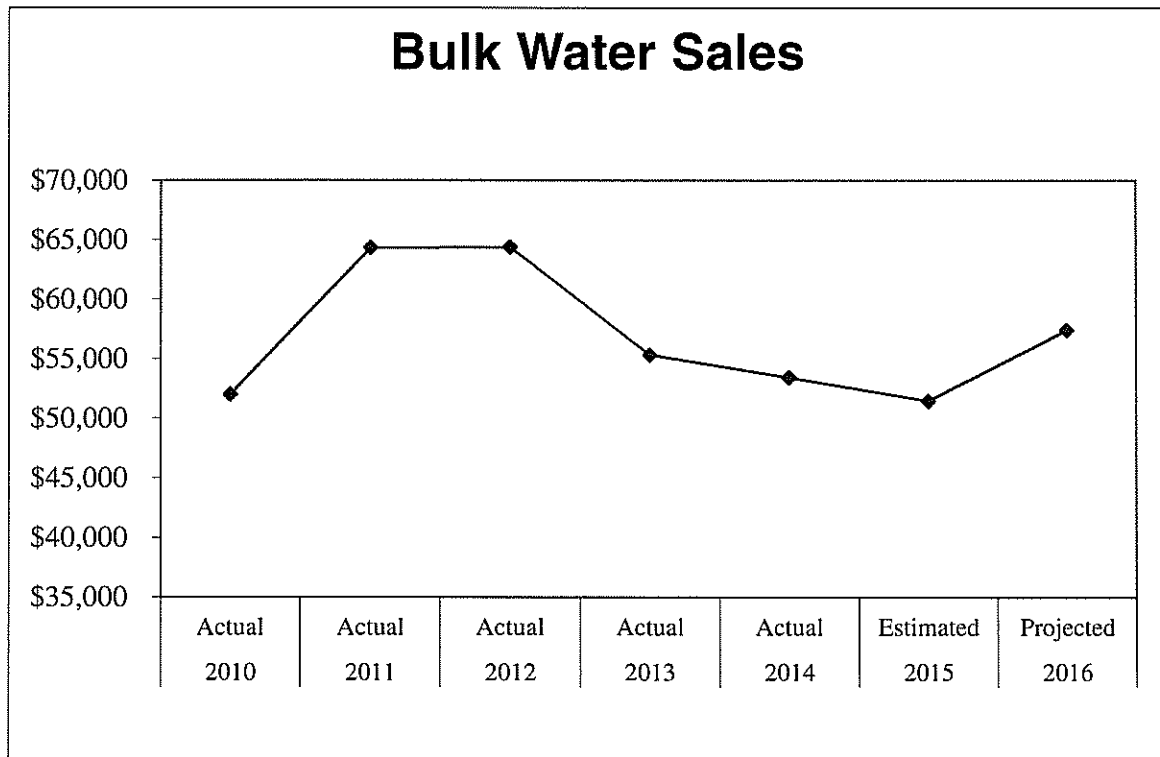 Bulk Water Sales
$70,000
$65,000
$60,000
$55,000
$50,000
$45,000
$40,000
$35,000
Actual Actual Actual Actual Actual Estimated Projected
2010 2011 2012 2013 2014 2015 2016